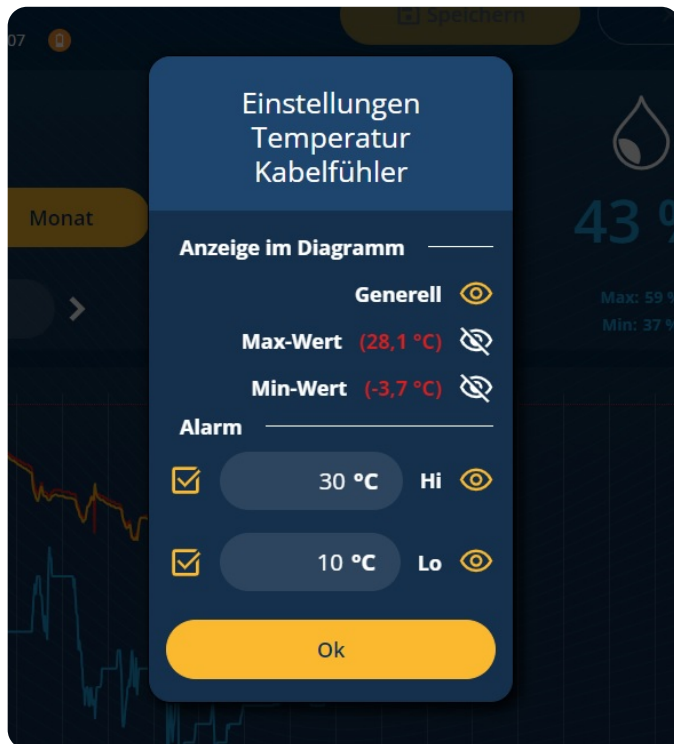 Speichern
07
Einstellungen
Temperatur
Kabelfühler
Monat
43 %
Anzeige im Diagramm
Generell
Max: 59 %
Max-Wert (28,1 °C)
Min: 37 %
Min-Wert (-3,7 °C)
Alarm
30 °C Hi
10 °C Lo
Ok